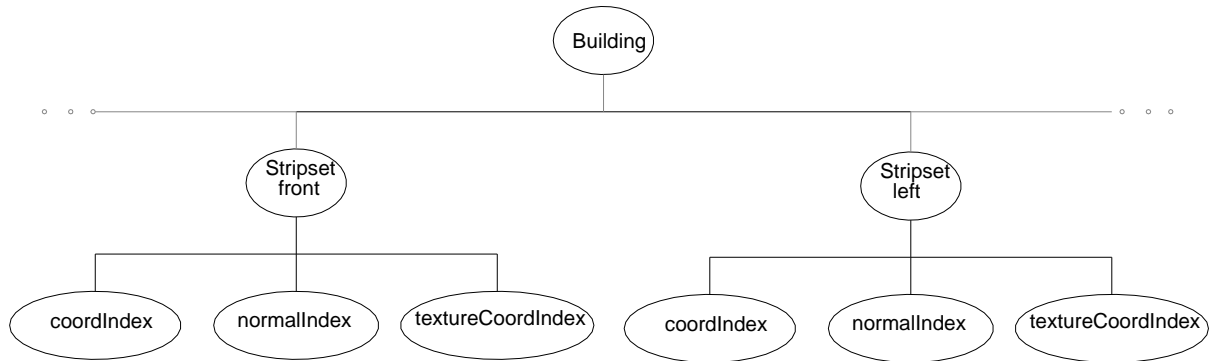 Building
Stripset
front
Stripset
left
coordIndex
normalIndex
textureCoordIndex
coordIndex
normalIndex
textureCoordIndex